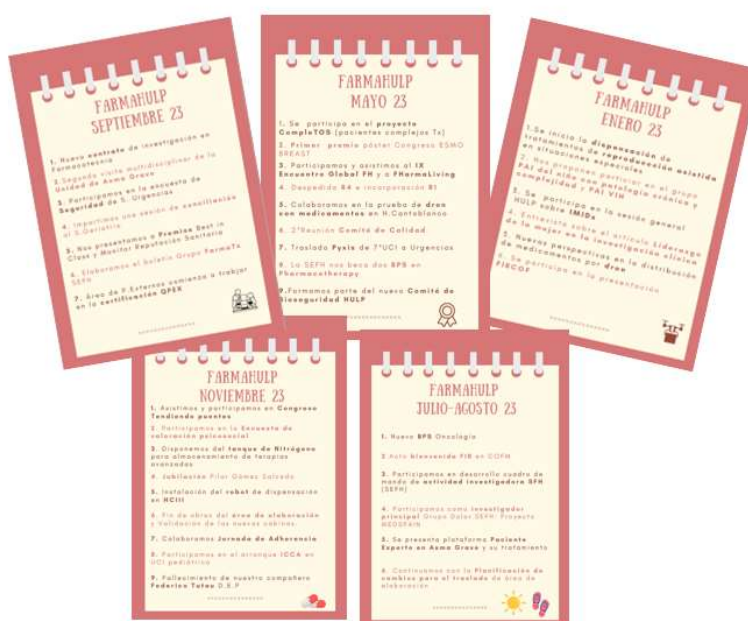 FARMAHULP
SEPTIEMBRE 23
1. Nuevo contrato de investigación en
Farmacotecnia
2. Segunda visita multidisciplinar de la
Unidad de Asma Grave
3. Participamos en la encuesta de
Seguridad de S. Urgencias
4. Impartimos una sesión de conciliación
al S.Geriatría
5. Nos presentamos a Premios Best in
Class y Monitor Reputación Sanitaria
6. Elaboramos el boletín Grupo FarmaTx
SEFH
7. Área de P.Externos comienza a trabajar
en la certificación QPEX
FARMAHULP
MAYO 23
1. Se participa en el proyecto
CompleTOS (pacientes complejos Tx)
2. Primer premio póster Congreso ESMO
BREAST
3. Participamos y asistimos al IX
Encuentro Global FH y a FHarmaLiving
4. Despedida R4 e incorporación R1
5. Colaboramos en la prueba de dron
con medicamentos en H.Cantoblanco
6. 2ªReunión Comité de Calidad
7. Traslado Pyxis de 7ºUCI a Urgencias
8. La SEFH nos beca dos BPS en
Pharmacotherapy
9.Formamos parte del nuevo Comité de
Bioseguridad HULP
FARMAHULP
ENERO 23
1.Se inicia la dispensación de
tratamientos de reproducción asistida
en situaciones especiales
2. Nos proponen participar en el grupo
PAI del niño con patología crónica y
complejidad y PAI VIH
3. Se participa en la sesión general
HULP sobre IMIDs
4. Entrevista sobre el artículo Liderazgo
de la mujer en la investigación clínica
5. Nuevas perspectivas en la distribución
de medicamentos por dron
6. Se participa en la presentación
FIECOF
FARMAHULP
NOVIEMBRE 23
1. Asistimos y participamos en Congreso
Tendiendo puentes
2. Participamos en la Encuesta de
valoración psicosocial
3. Disponemos del tanque de Nitrógeno
para almacenamiento de terapias
avanzadas
4. Jubilación Pilar Gómez Salcedo
5. Instalación del robot de dispensación
en HCIII
6. Fin de obras del área de elaboración
y Validación de las nuevas cabinas
7. Celebramos Jornada de Adherencia
8. Participamos en el arranque ICCA en
UCI pediátrica
9. Fallecimiento de nuestro compañero
Federico Tutau D.E.P
FARMAHULP
JULIO-AGOSTO 23
1. Nueva BPS Oncología
2 Acto bienvenida FIR en COFM
3. Participamos en desarrollo cuadro de
mando de actividad investigadora SFH
(SEFH)
4. Participamos como investigador
principal Grupo Dolor SEFH: Proyecto
MEDSPAIN
5. Se presenta plataforma Paciente
Experto en Asma Grave y su tratamiento
6. Continuamos con la Planificación de
cambios para el traslado de área de
elaboración